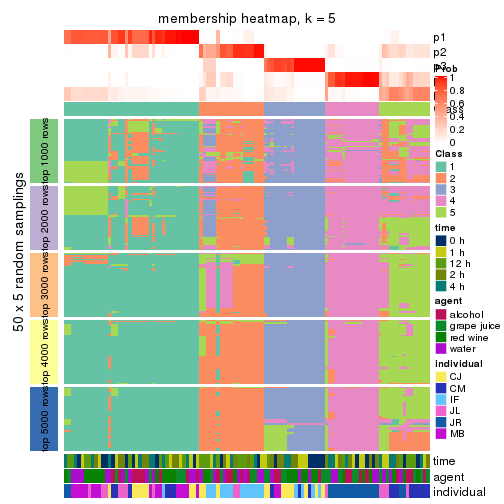 membership heatmap, k = 5
p1
p2
p3
Prob
1
0.8
0.6
0.4
0.2
0
Class
Class
1
2
3
4
5
time
0 h
1 h
12 h
2 h
4 h
agent
alcohol
grape juice
red wine
water
individual
CJ
CM
IF
JL
JR
MB
50 x 5 random samplings
top 1000 rows
top 2000 rows
top 3000 rows
top 4000 rows
top 5000 rows
time
agent
individual